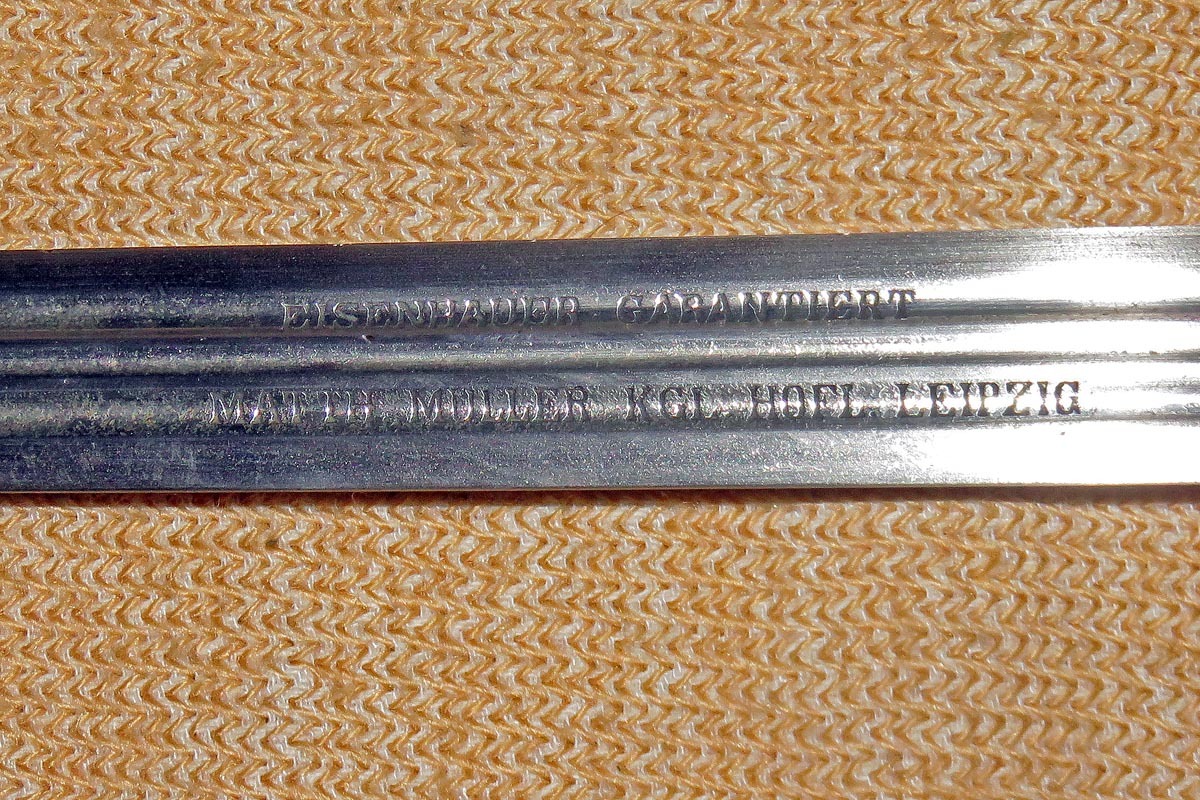 EISENHAUER GARANTIERT
MATTH MULLER KGL. HOFL. LEIPZIG